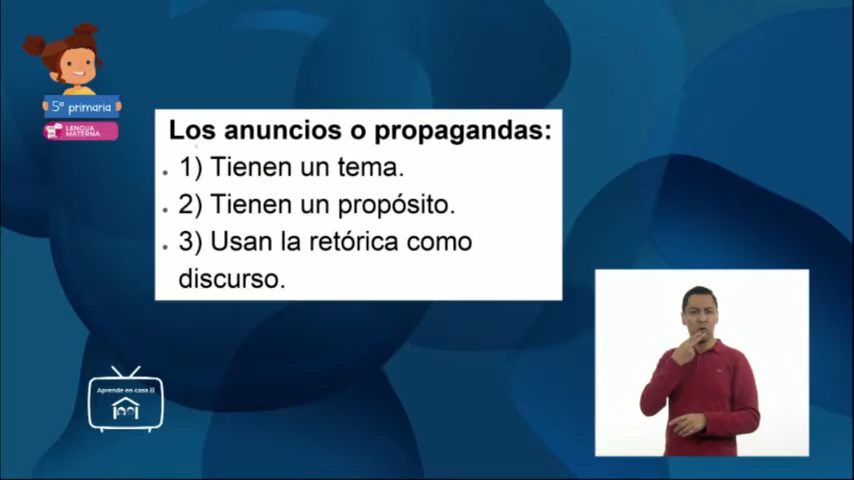 5° primaria
LENGUA
MATERNA
Los anuncios o propagandas:
• 1) Tienen un tema.
• 2) Tienen un propósito.
• 3) Usan la retórica como
discurso.
Aprende en casa II